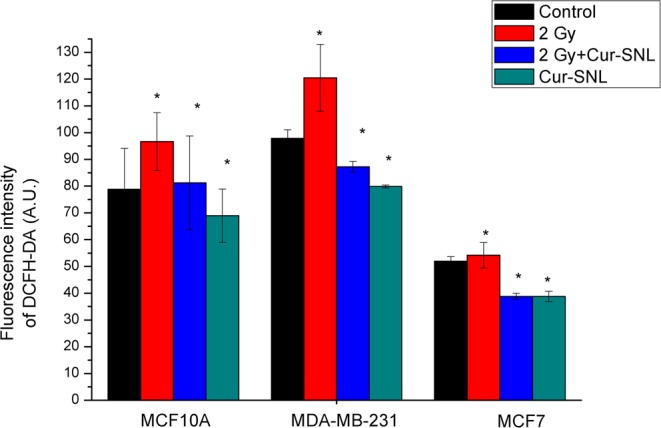 Control
2 Gy
2 Gy+Cur-SNL
Cur-SNL
Fluorescence intensity
of DCFH-DA (A.U.)
130
120
110
100
90
80
70
60
50
40
30
20
10
0
*
*
*
*
*
*
*
*
*
MCF10A
MDA-MB-231
MCF7